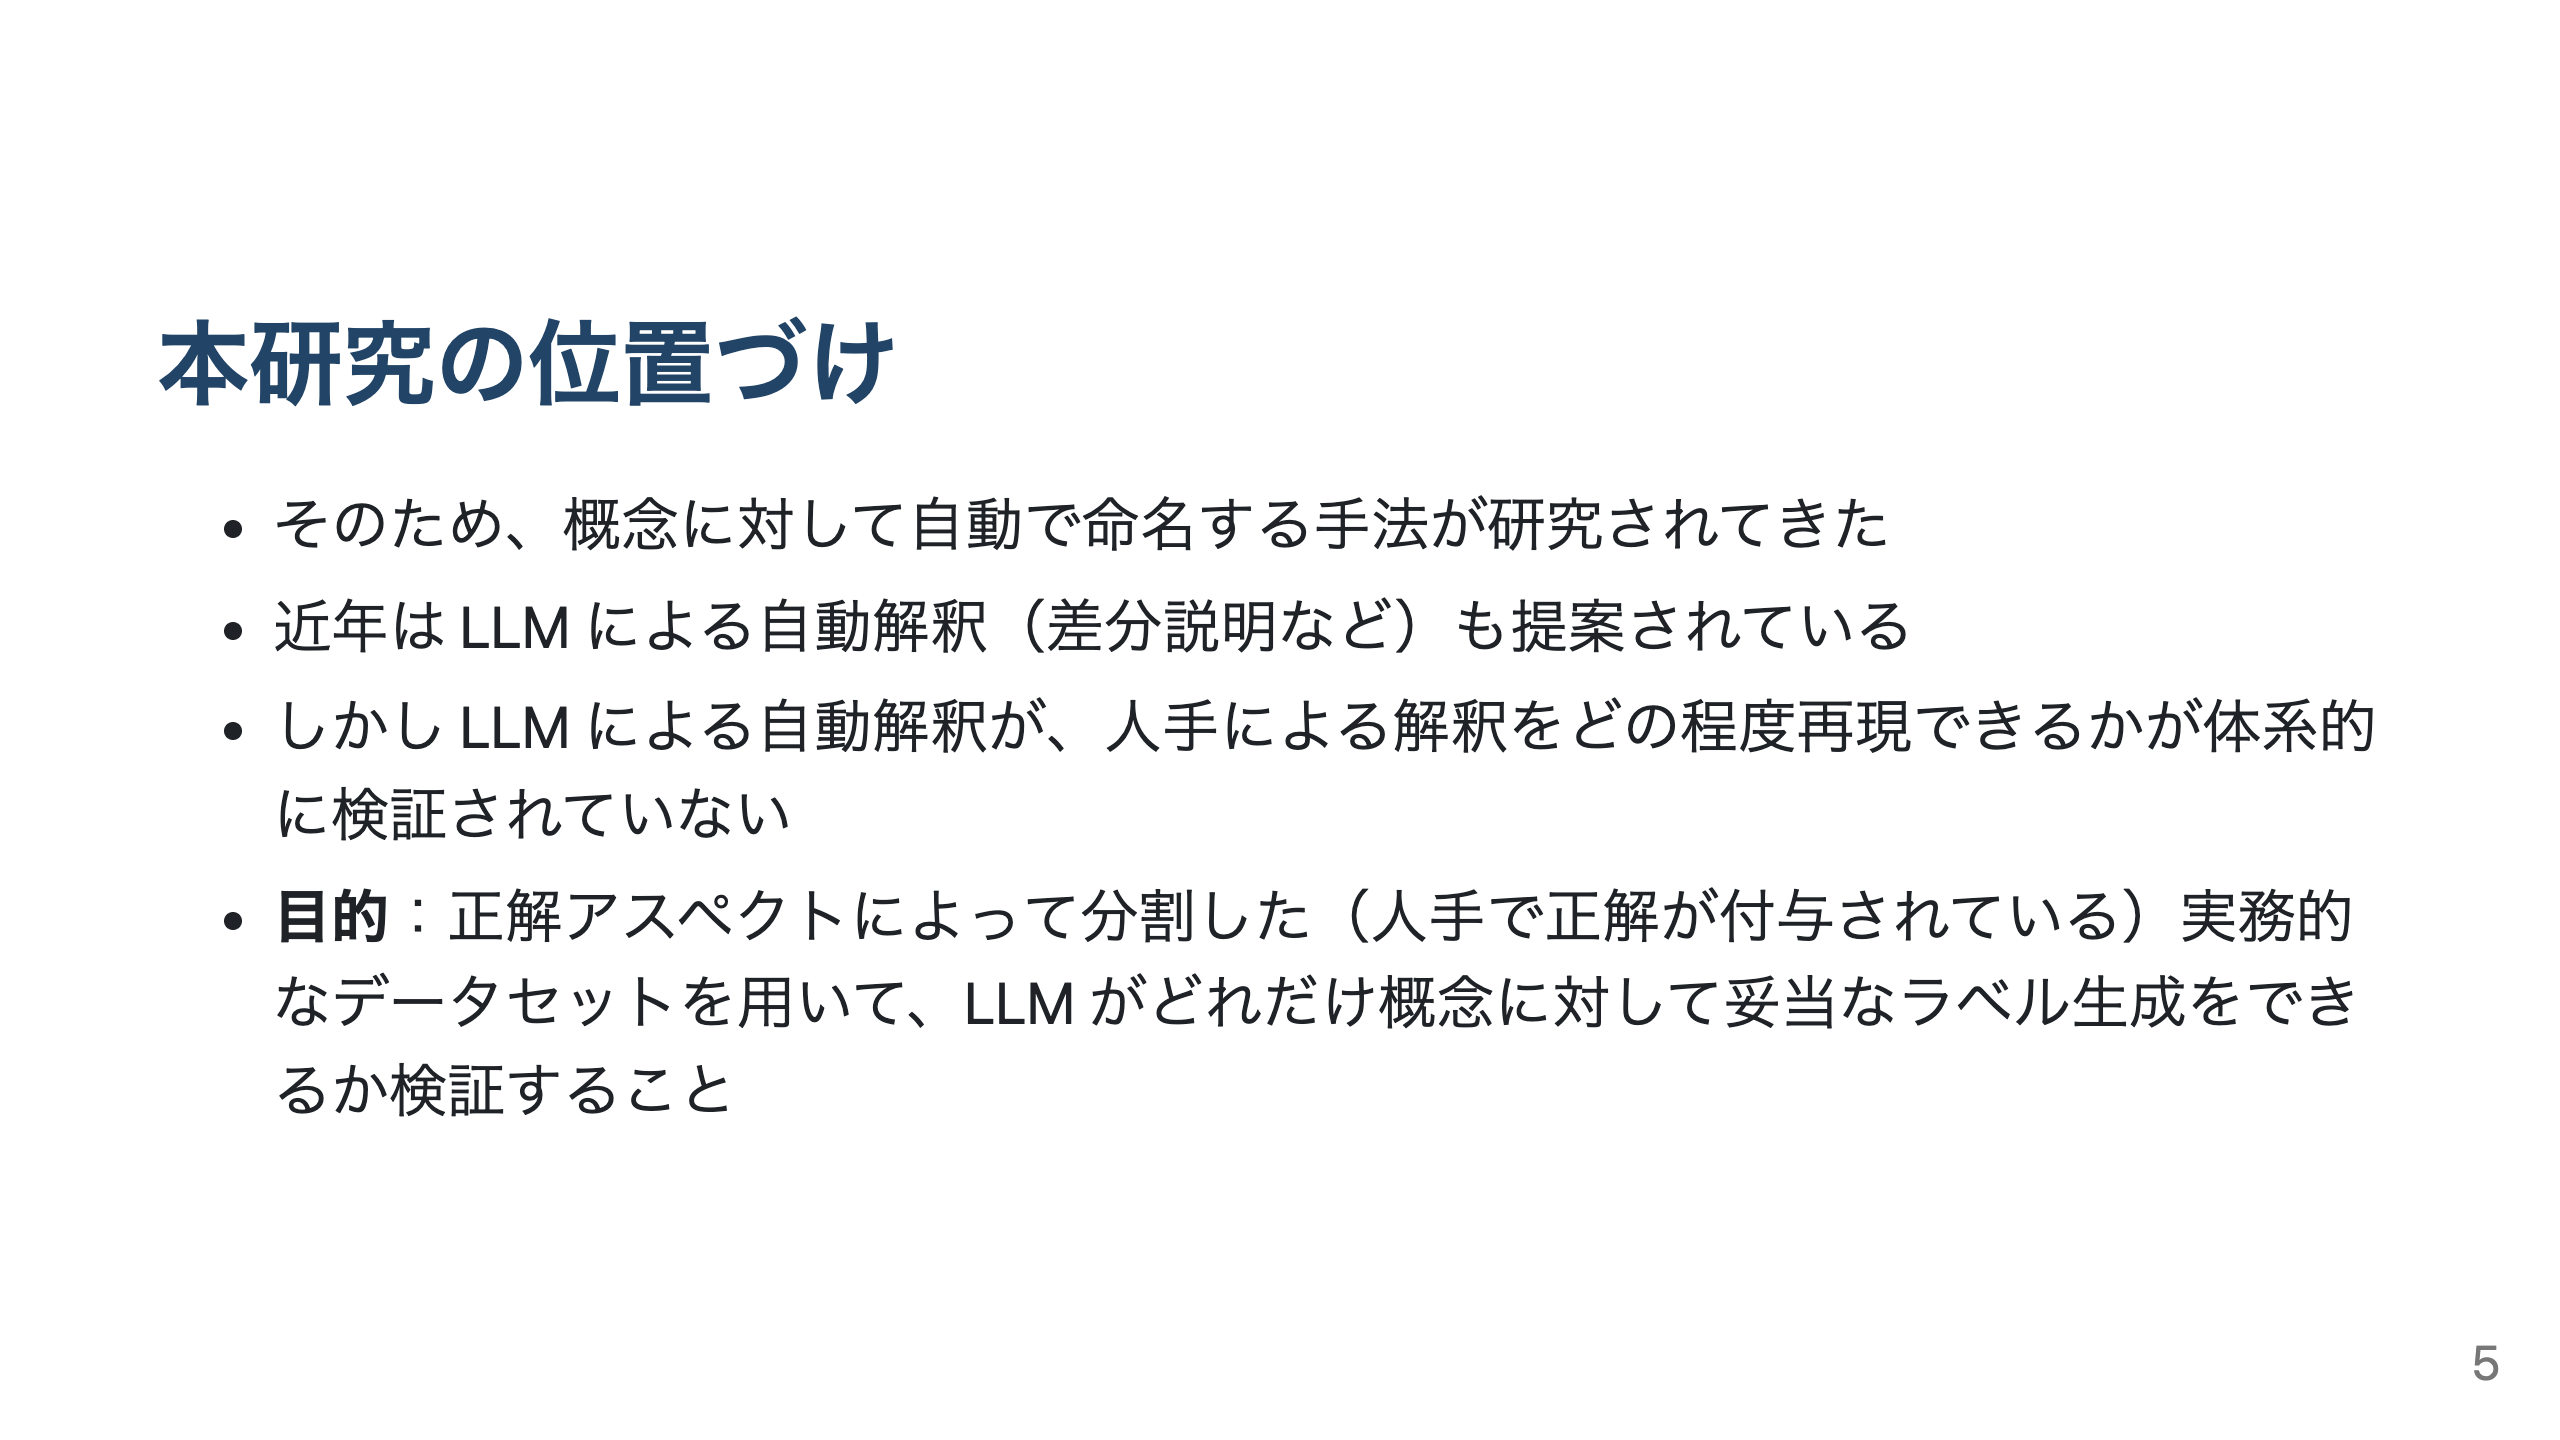 本研究の位置づけ
• そのため、概念に対して自動で命名する手法が研究されてきた
• 近年は LLM による自動解釈（差分説明など）も提案されている
• しかし LLM による自動解釈が、人手による解釈をどの程度再現できるかが体系的
に検証されていない
• 目的：正解アスペクトによって分割した（人手で正解が付与されている）実務的
なデータセットを用いて、LLM がどれだけ概念に対して妥当なラベル生成をでき
るか検証すること
5